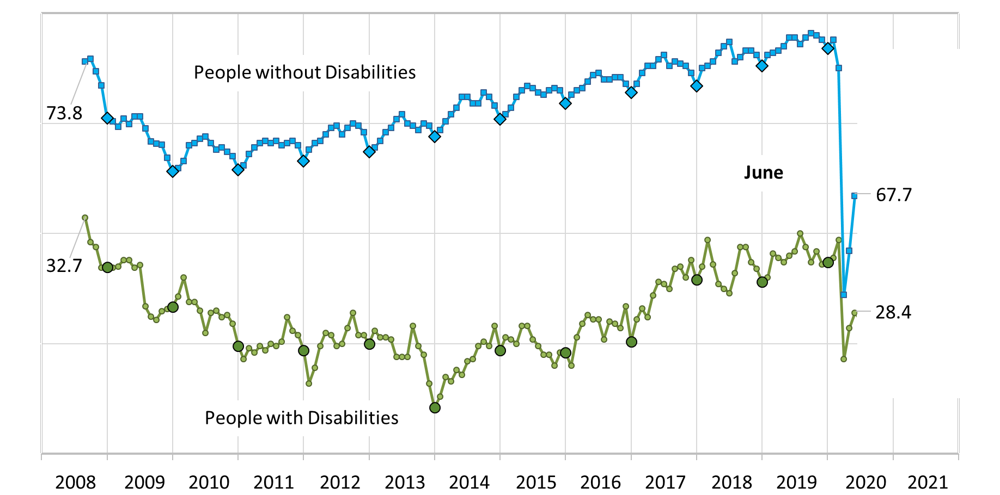 People without Disabilities
73.8
June
67.7
32.7
28.4
People with Disabilities
2008 2009 2010 2011 2012 2013 2014 2015 2016 2017 2018 2019 2020 2021